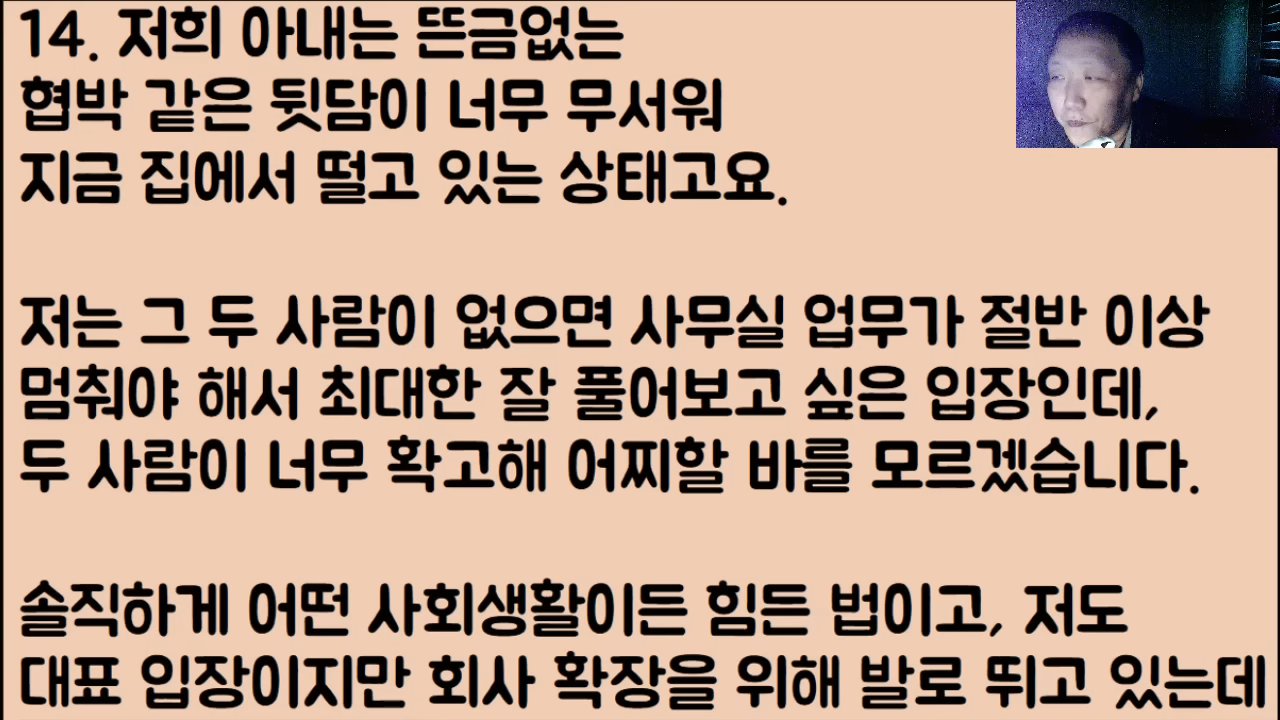 14. 저희 아내는 뜬금없는
협박 같은 뒷담이 너무 무서워
지금 집에서 떨고 있는 상태고요.
저는 그 두 사람이 없으면 사무실 업무가 절반 이상
멈춰야 해서 최대한 잘 풀어보고 싶은 입장인데,
두 사람이 너무 확고해 어찌할 바를 모르겠습니다.
솔직하게 어떤 사회생활이든 힘든 법이고, 저도
대표 입장이지만 회사 확장을 위해 발로 뛰고 있는데